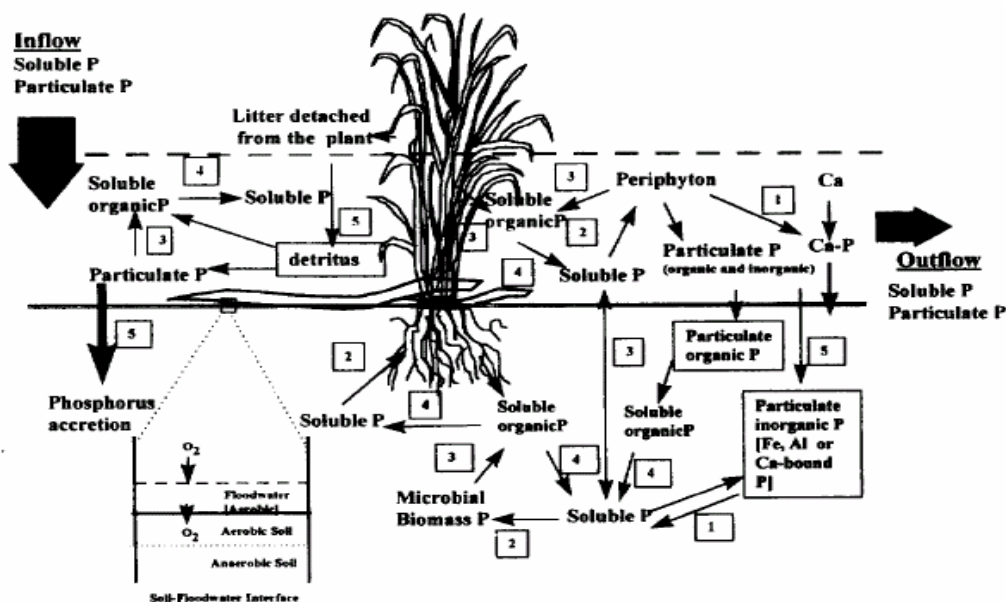 Inflow
Soluble P
Particulate P
Litter detached
from the plant
4
Soluble
organicP
Soluble P
3
5
detritus
Particulate P
5
Phosphorus
accretion
3
Periphyton
Ca
Soluble
organicP
2
1
3
4
Soluble P
Particulate P
(organic and inorganic)
Ca-P
Outflow
Soluble P
Particulate P
2
3
Particulate
organic P
5
4
Soluble P
Soluble
organicP
Soluble
organicP
Particulate
inorganic P
[Fe, Al or
Ca-bound
P]
3
4
4
Microbial
Biomass P
Soluble P
2
1
O2
Floodwater
[Aerobic]
O2
Aerobic Soil
Anaerobic Soil
Soil-Floodwater Interface